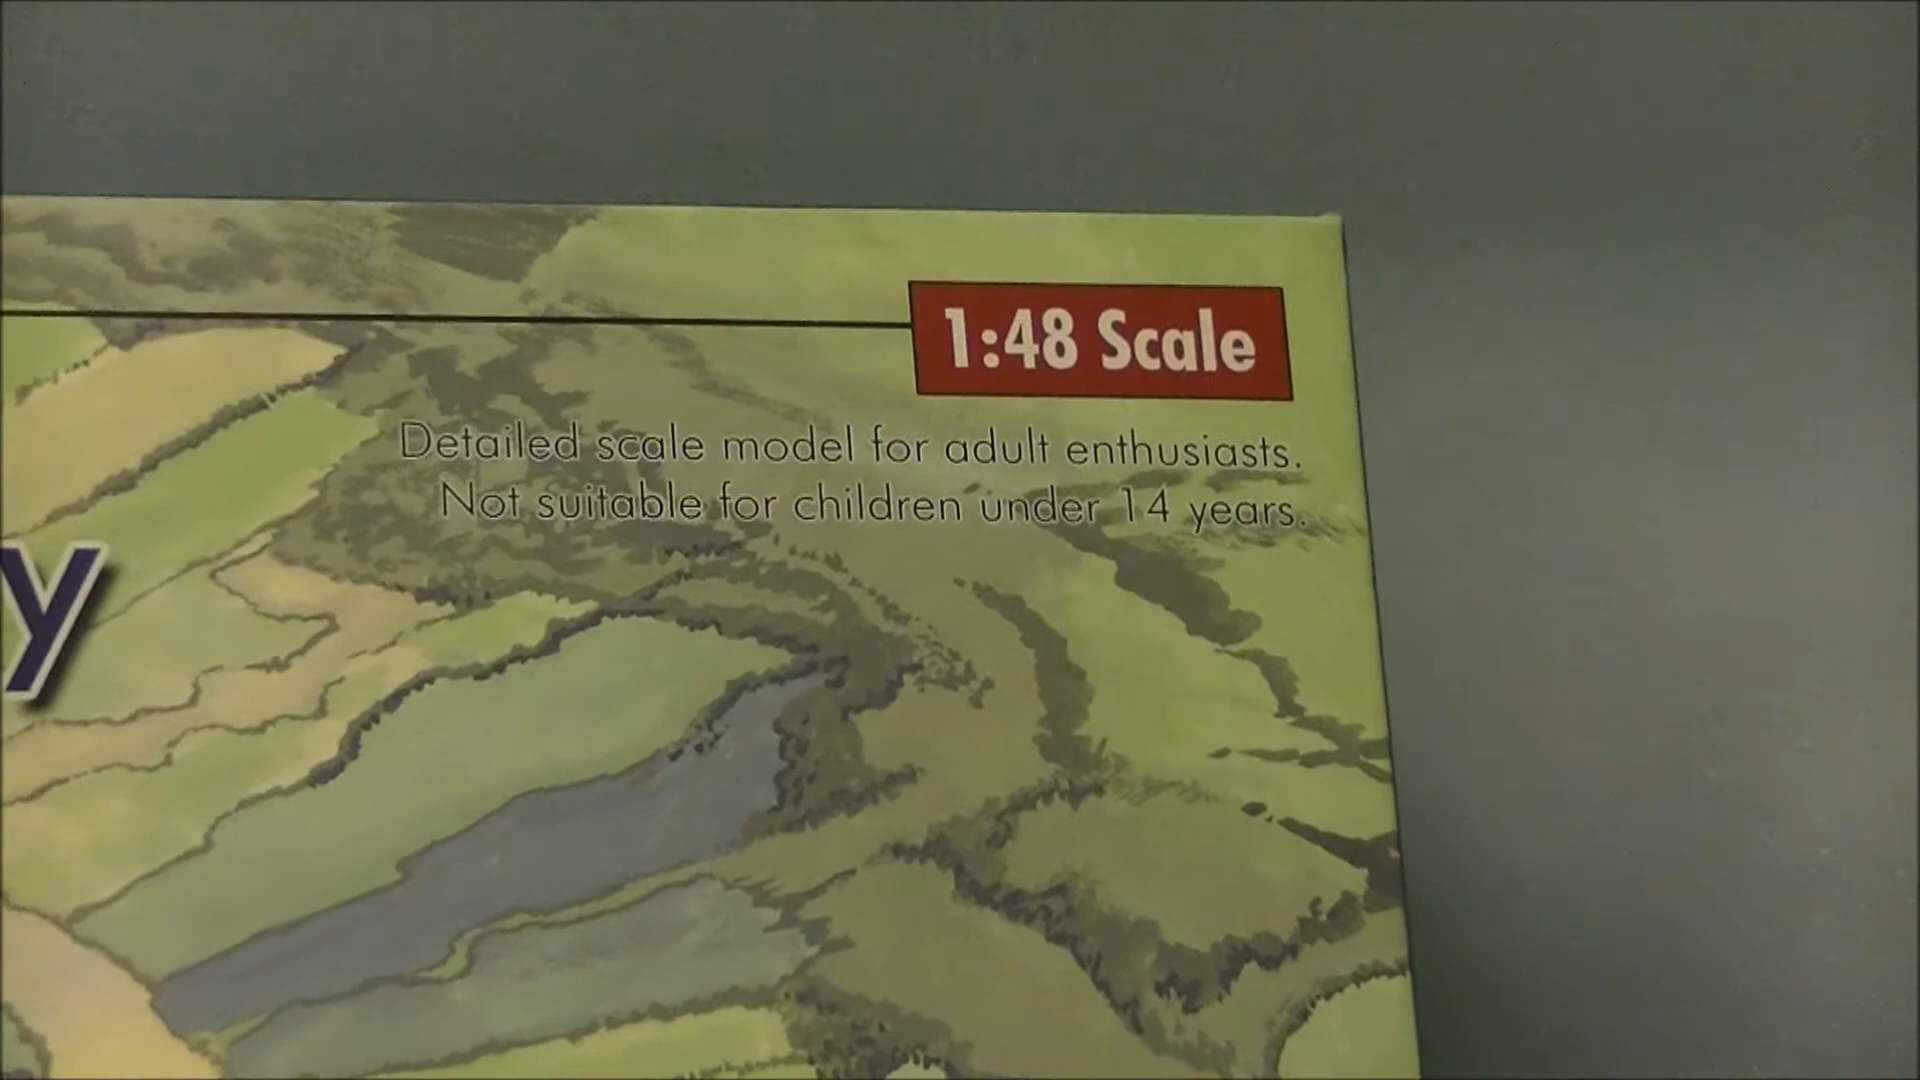 1:48 Scale
Detailed scale model for adult enthusiasts.
Not suitable for children under 14 years.
y